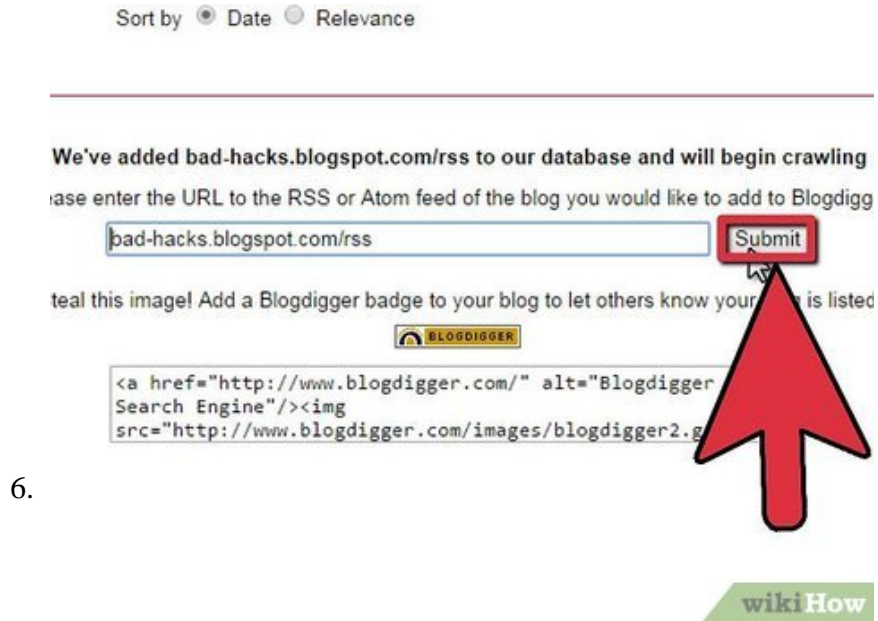 Sort by Date Relevance
We've added bad-hacks.blogspot.com/rss to our database and will begin crawling
ase enter the URL to the RSS or Atom feed of the blog you would like to add to Blogdigg
bad-hacks.blogspot.com/rss Submit
teal this image! Add a Blogdigger badge to your blog to let others know your is listed
BLOGDIGGER
<a href="http://www.blogdigger.com/" alt="Blogdigger
Search Engine"/><img
src="http://www.blogdigger.com/images/blogdigger2.g
6.
wikiHow